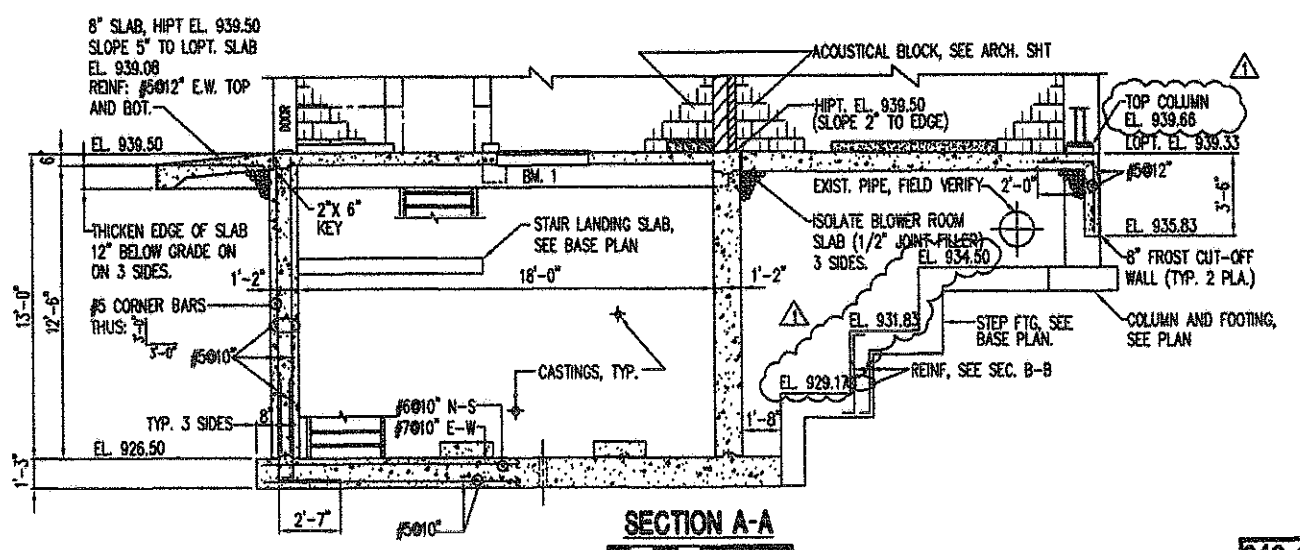 8" SLAB, HIPT EL. 939.50
SLOPE 5" TO LOPT. SLAB
EL. 939.08
REINF: #5@12" E.W. TOP
AND BOT.
DOOR
ACOUSTICAL BLOCK, SEE ARCH. SHT
1
TOP COLUMN
EL. 939.66
HIPT. EL. 939.50
(SLOPE 2" TO EDGE)
LOPT. EL. 939.33
EL. 939.50
6"
BM. 1
EXIST. PIPE, FIELD VERIFY
2'-0"
#5@12"
3'-6"
2"X 6"
KEY
THICKEN EDGE OF SLAB
12" BELOW GRADE ON
ON 3 SIDES.
STAIR LANDING SLAB,
SEE BASE PLAN
ISOLATE BLOWER ROOM
SLAB (1/2" JOINT FILLER)
3 SIDES.
EL. 935.83
EL. 934.50
8" FROST CUT-OFF
WALL (TYP. 2 PLA.)
1'-2"
18'-0"
1'-2"
13'-0"
12'-6"
#5 CORNER BARS
THUS:
3'-0"
3'-0"
1
EL. 931.83
STEP FTG, SEE
BASE PLAN.
COLUMN AND FOOTING,
SEE PLAN
#5@10"
CASTINGS, TYP.
REINF, SEE SEC. B-B
EL. 929.17
#6@10" N-S
#7@10" E-W
TYP. 3 SIDES
8"
1'-8"
EL. 926.50
1'-3"
2'-7"
#5@10"
SECTION A-A